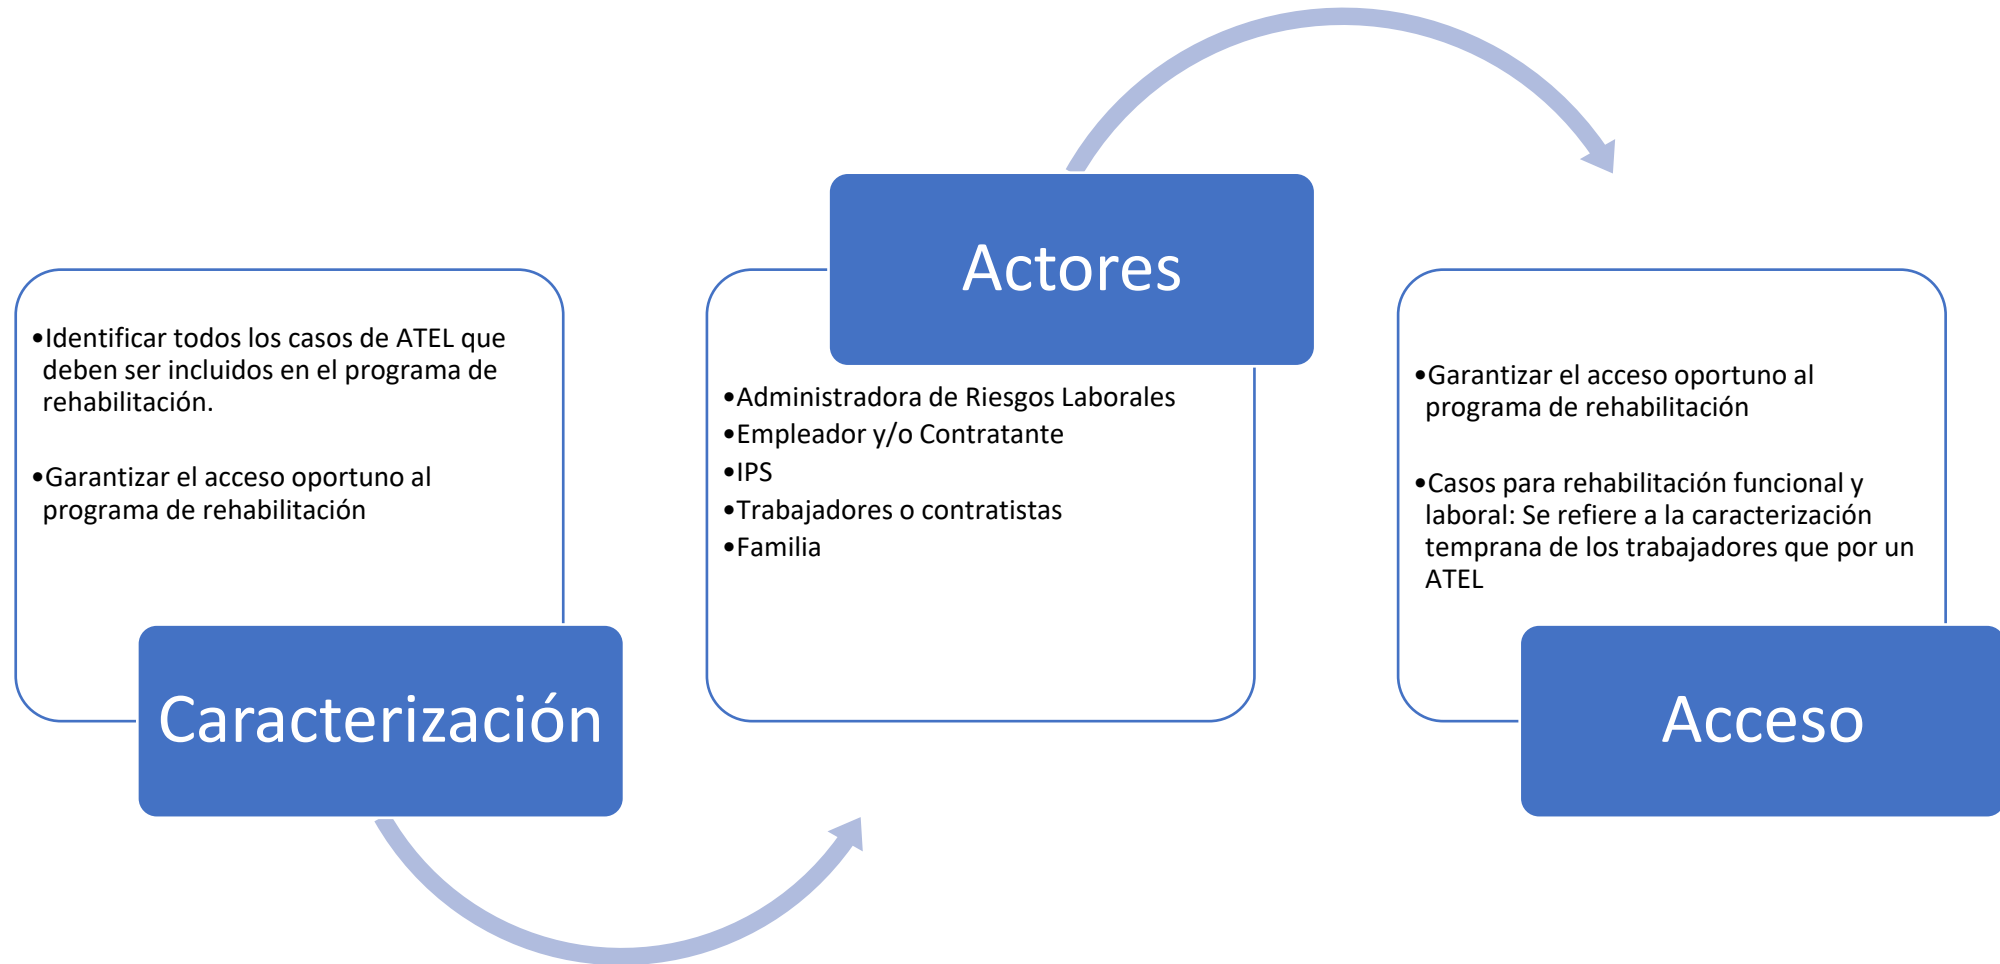 •Identificar todos los casos de ATEL que
deben ser incluidos en el programa de
rehabilitación.
•Garantizar el acceso oportuno al
programa de rehabilitación
Caracterización
Actores
•Administradora de Riesgos Laborales
•Empleador y/o Contratante
•IPS
•Trabajadores o contratistas
•Familia
•Garantizar el acceso oportuno al
programa de rehabilitación
•Casos para rehabilitación funcional y
laboral: Se refiere a la caracterización
temprana de los trabajadores que por un
ATEL
Acceso